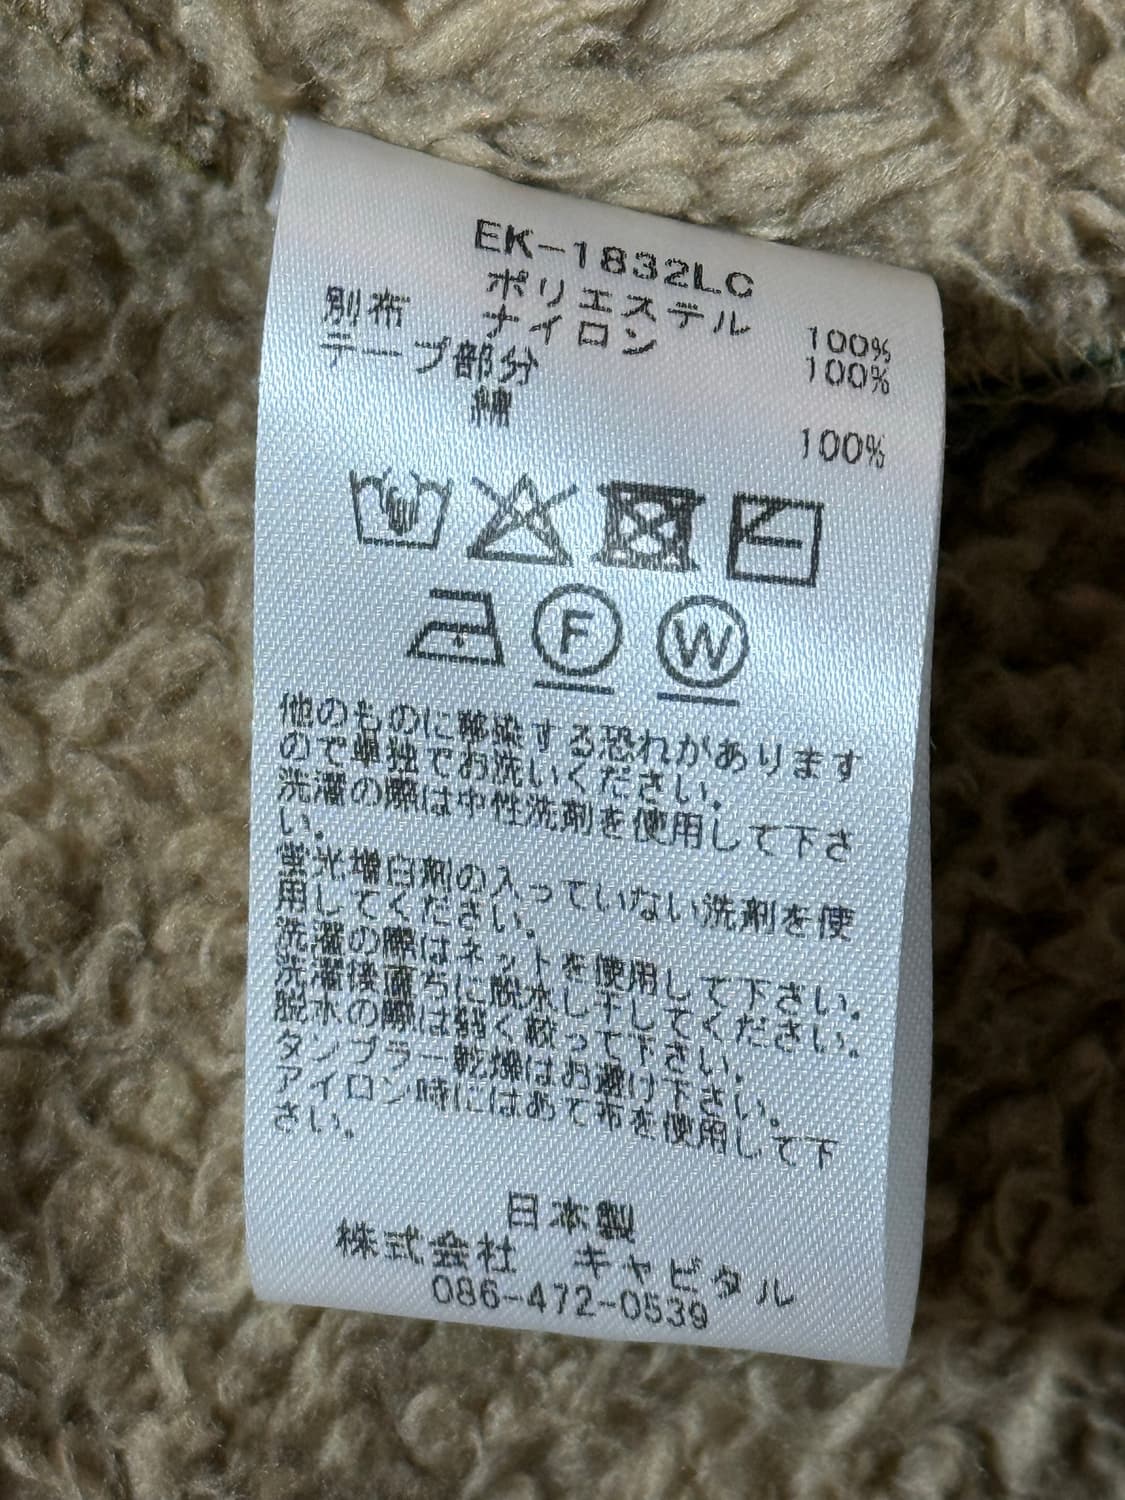 EK-1832LC
ポリエステル 100%
別布 ナイロン 100%
テープ部分
綿 100%
F W
他のものに移染する恐れがあります
ので単独でお洗いください。
洗濯の際は中性洗剤を使用して下さ
い。
蛍光増白剤の入っていない洗剤を使
用してください。
洗濯の際はネットを使用して下さい。
洗濯後直ちに脱水し干してください。
脱水の際は弱く絞って下さい。
タンブラー乾燥はお避け下さい。
アイロン時にはあて布を使用して下
さい。
日本製
株式会社 キャピタル
086-472-0539